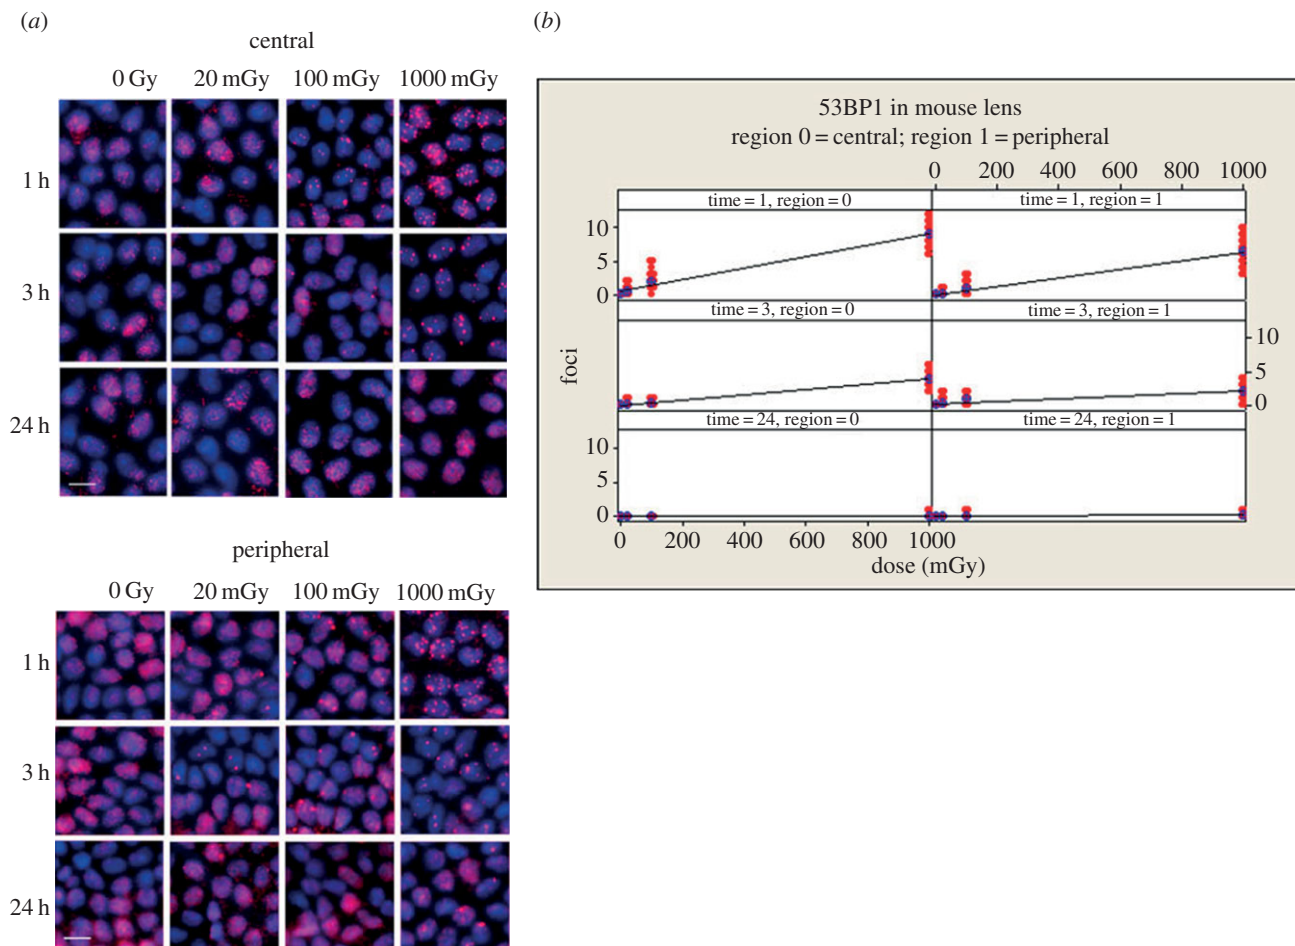 (a)
central
0 Gy 20 mGy 100 mGy 1000 mGy
1 h
3 h
24 h
peripheral
0 Gy 20 mGy 100 mGy 1000 mGy
1 h
3 h
24 h
(b)
53BP1 in mouse lens
region 0 = central; region 1 = peripheral
0 200 400 600 800 1000
time = 1, region = 0 time = 1, region = 1
10
5
0
time = 3, region = 0 time = 3, region = 1
10
5
0
foci
time = 24, region = 0 time = 24, region = 1
10
5
0
0 200 400 600 800 1000
dose (mGy)